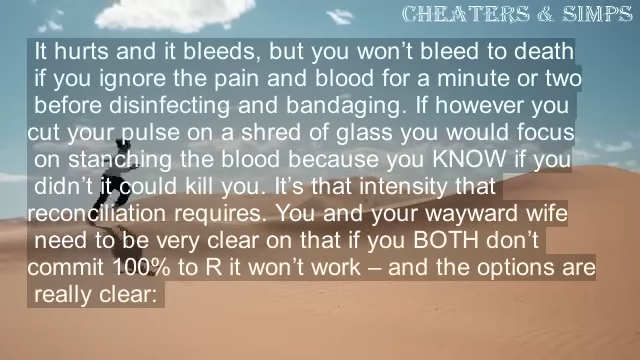 CHEATERS & SIMPS
It hurts and it bleeds, but you won’t bleed to death
if you ignore the pain and blood for a minute or two
before disinfecting and bandaging. If however you
cut your pulse on a shred of glass you would focus
on stanching the blood because you KNOW if you
didn’t it could kill you. It’s that intensity that
reconciliation requires. You and your wayward wife
need to be very clear on that if you BOTH don’t
commit 100% to R it won’t work – and the options are
really clear: